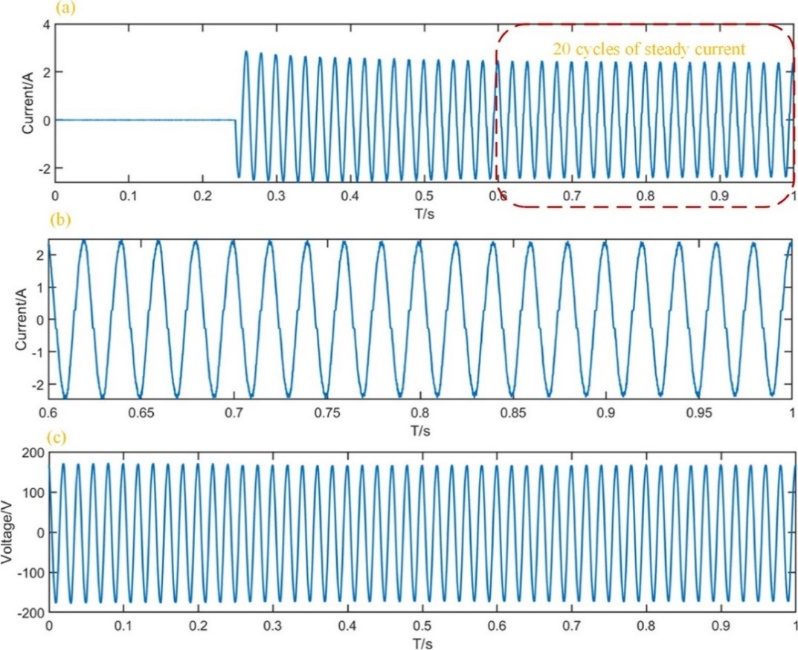 (a)
4
2
0
-2
Current/A
20 cycles of steady current
0 0.1 0.2 0.3 0.4 0.5 0.6 0.7 0.8 0.9 1
T/s
(b)
2
1
0
-1
-2
Current/A
0.6 0.65 0.7 0.75 0.8 0.85 0.9 0.95 1
T/s
(c)
200
100
0
-100
-200
Voltage/V
0 0.1 0.2 0.3 0.4 0.5 0.6 0.7 0.8 0.9 1
T/s